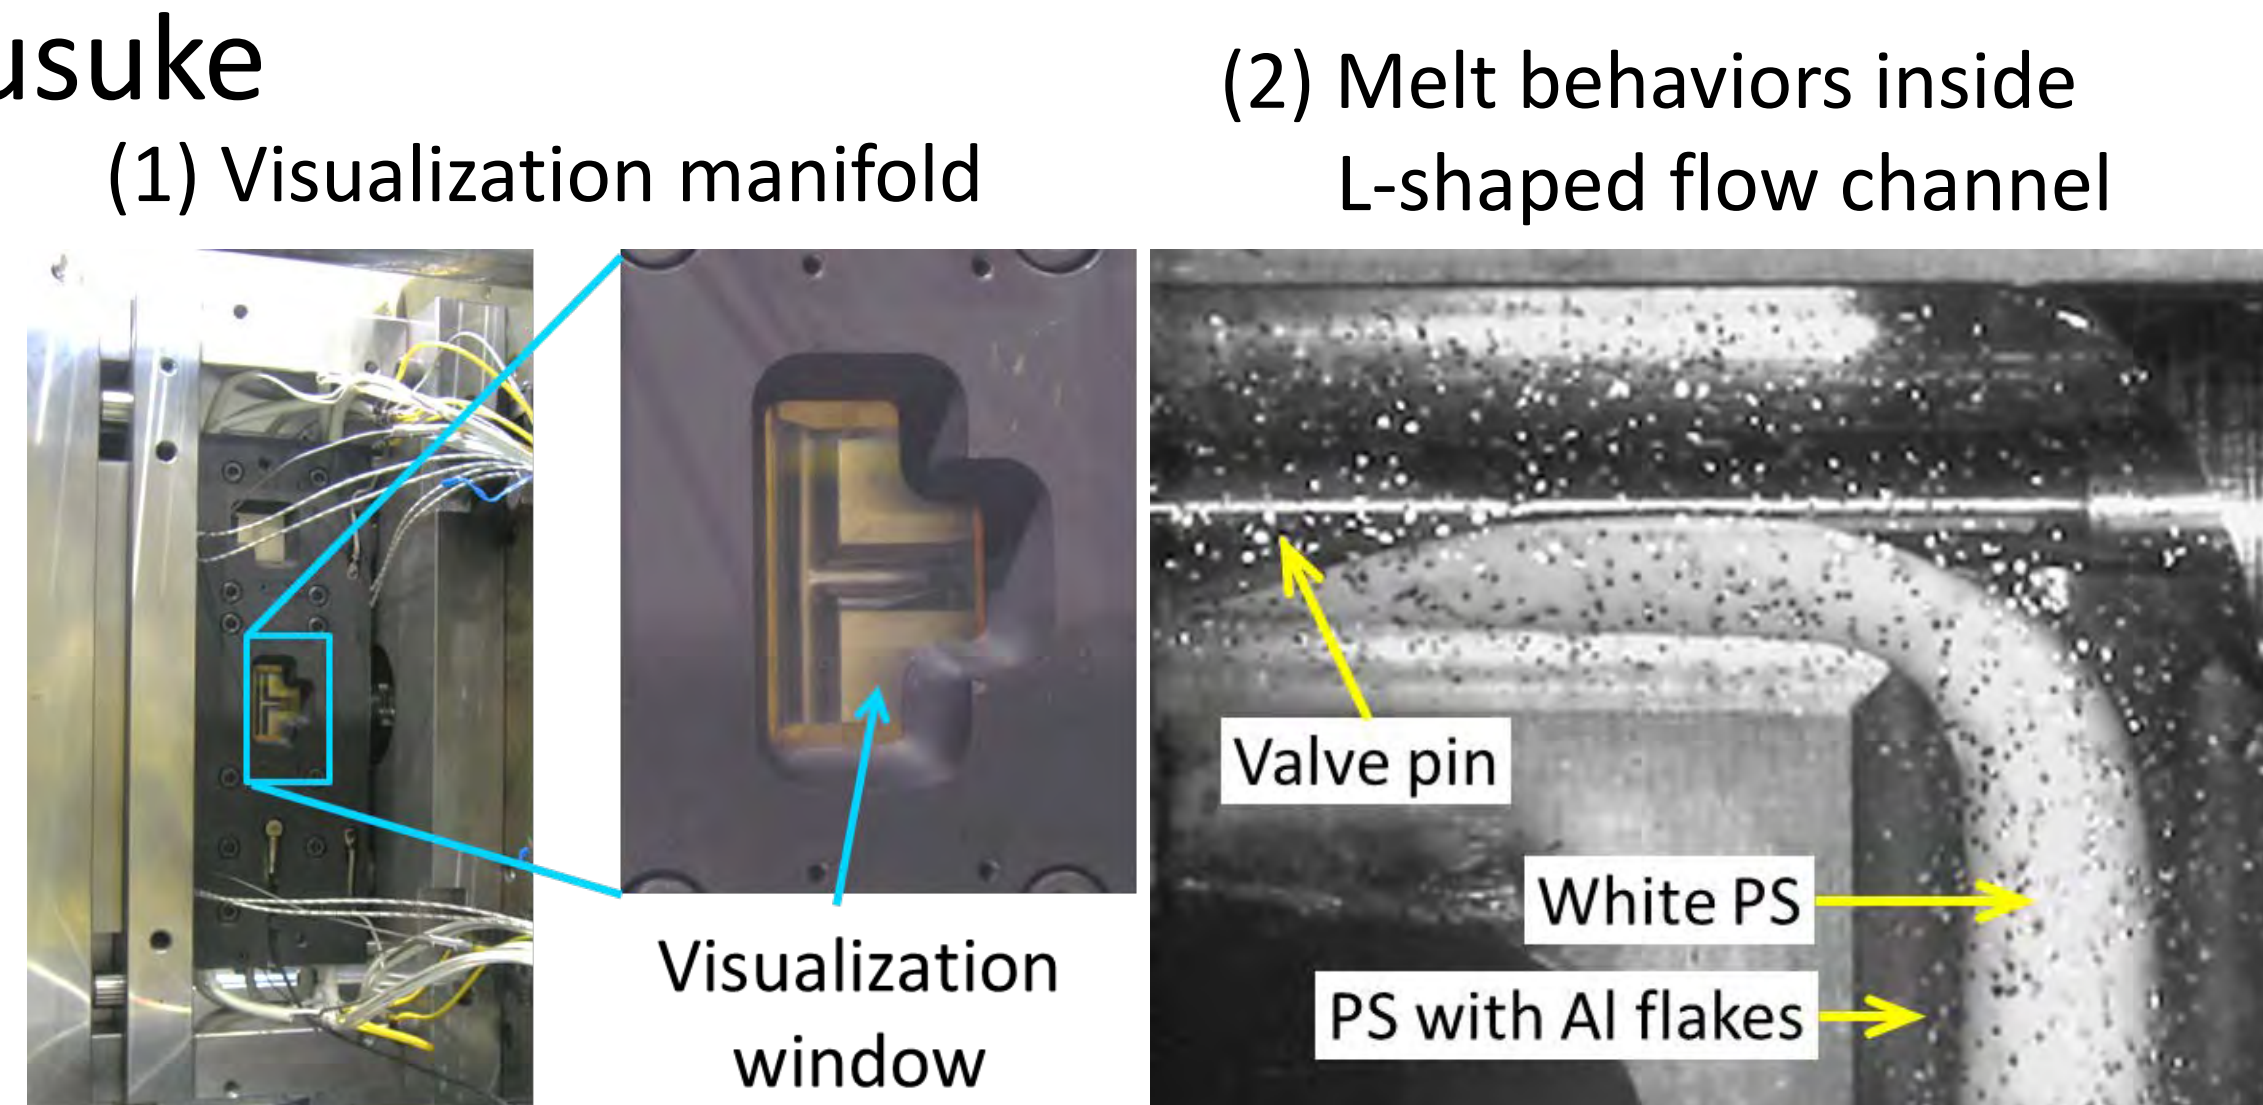 usuke
(1) Visualization manifold
(2) Melt behaviors inside
L-shaped flow channel
Visualization
window
Valve pin
White PS
PS with Al flakes